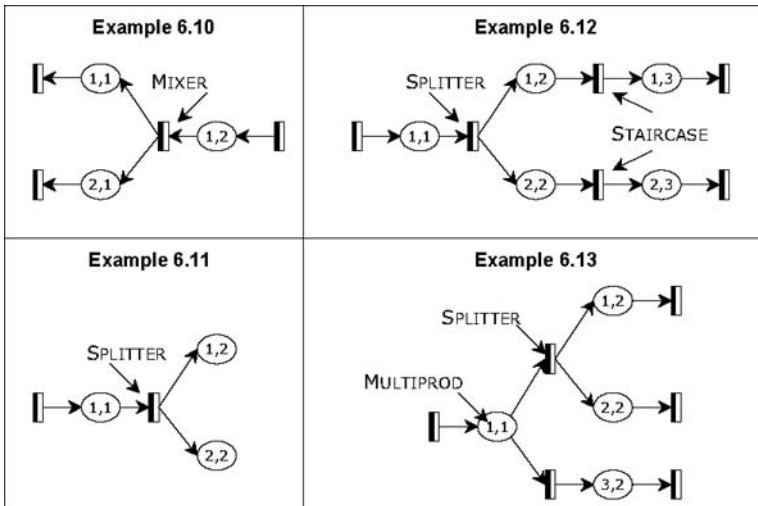 Example 6.10
1,1
MIXER
1,2
2,1
Example 6.12
1,2
1,3
SPLITTER
1,1
STAIRCASE
2,2
2,3
Example 6.11
1,2
SPLITTER
1,1
2,2
Example 6.13
1,2
SPLITTER
MULTIPROD
2,2
1,1
3,2